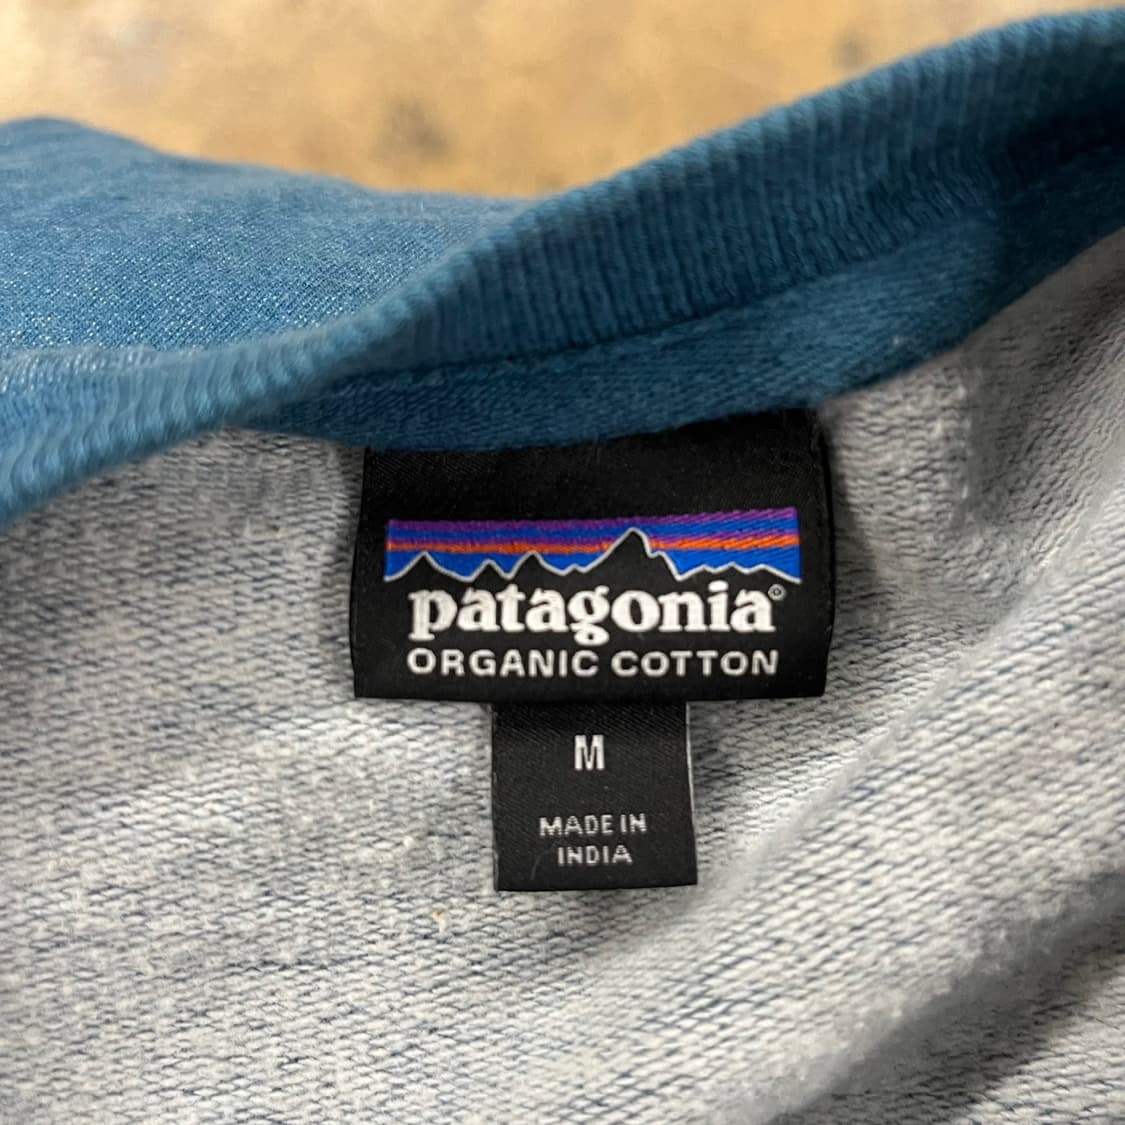 patagonia®
ORGANIC COTTON
M
MADE IN
INDIA